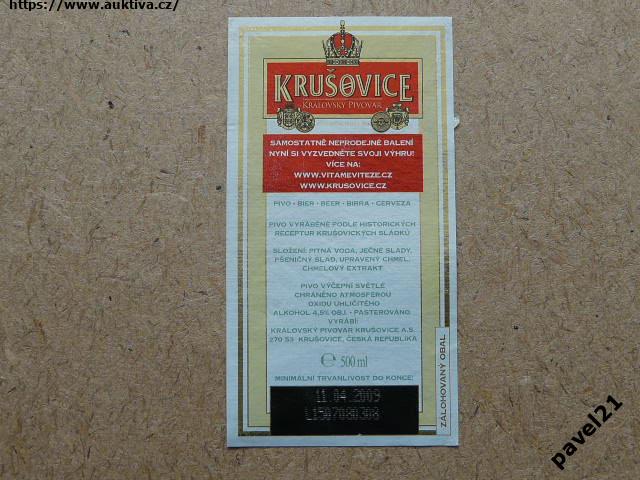 https://www.auktiva.cz/
KRUŠOVICE
KRÁLOVSKÝ PIVOVAR
SAMOSTATNĚ NEPRODEJNÉ BALENÍ
NYNÍ SI VYZVEDNĚTE SVOJI VÝHRU!
VÍCE NA:
WWW.VITAMEVITEZE.CZ
WWW.KRUSOVICE.CZ
PIVO • BIER • BEER • BIRRA • CERVEZA
PIVO VYRÁBĚNÉ PODLE HISTORICKÝCH
RECEPTUR KRUŠOVICKÝCH SLÁDKŮ
SLOŽENÍ: PITNÁ VODA, JEČNÉ SLADY,
PŠENIČNÝ SLAD, UPRAVENÝ CHMEL,
CHMELOVÝ EXTRAKT
PIVO VÝČEPNÍ SVĚTLÉ
CHRÁNĚNO ATMOSFÉROU
OXIDU UHLIČITÉHO
ALKOHOL 4,5% OBJ. • PASTEROVÁNO
VYRÁBÍ:
KRÁLOVSKÝ PIVOVAR KRUŠOVICE A.S.
270 53 KRUŠOVICE, ČESKÁ REPUBLIKA
℮ 500 ml
MINIMÁLNÍ TRVANLIVOST DO KONCE:
11.04.2009
ZÁLOHOVANÝ OBAL
pavel21